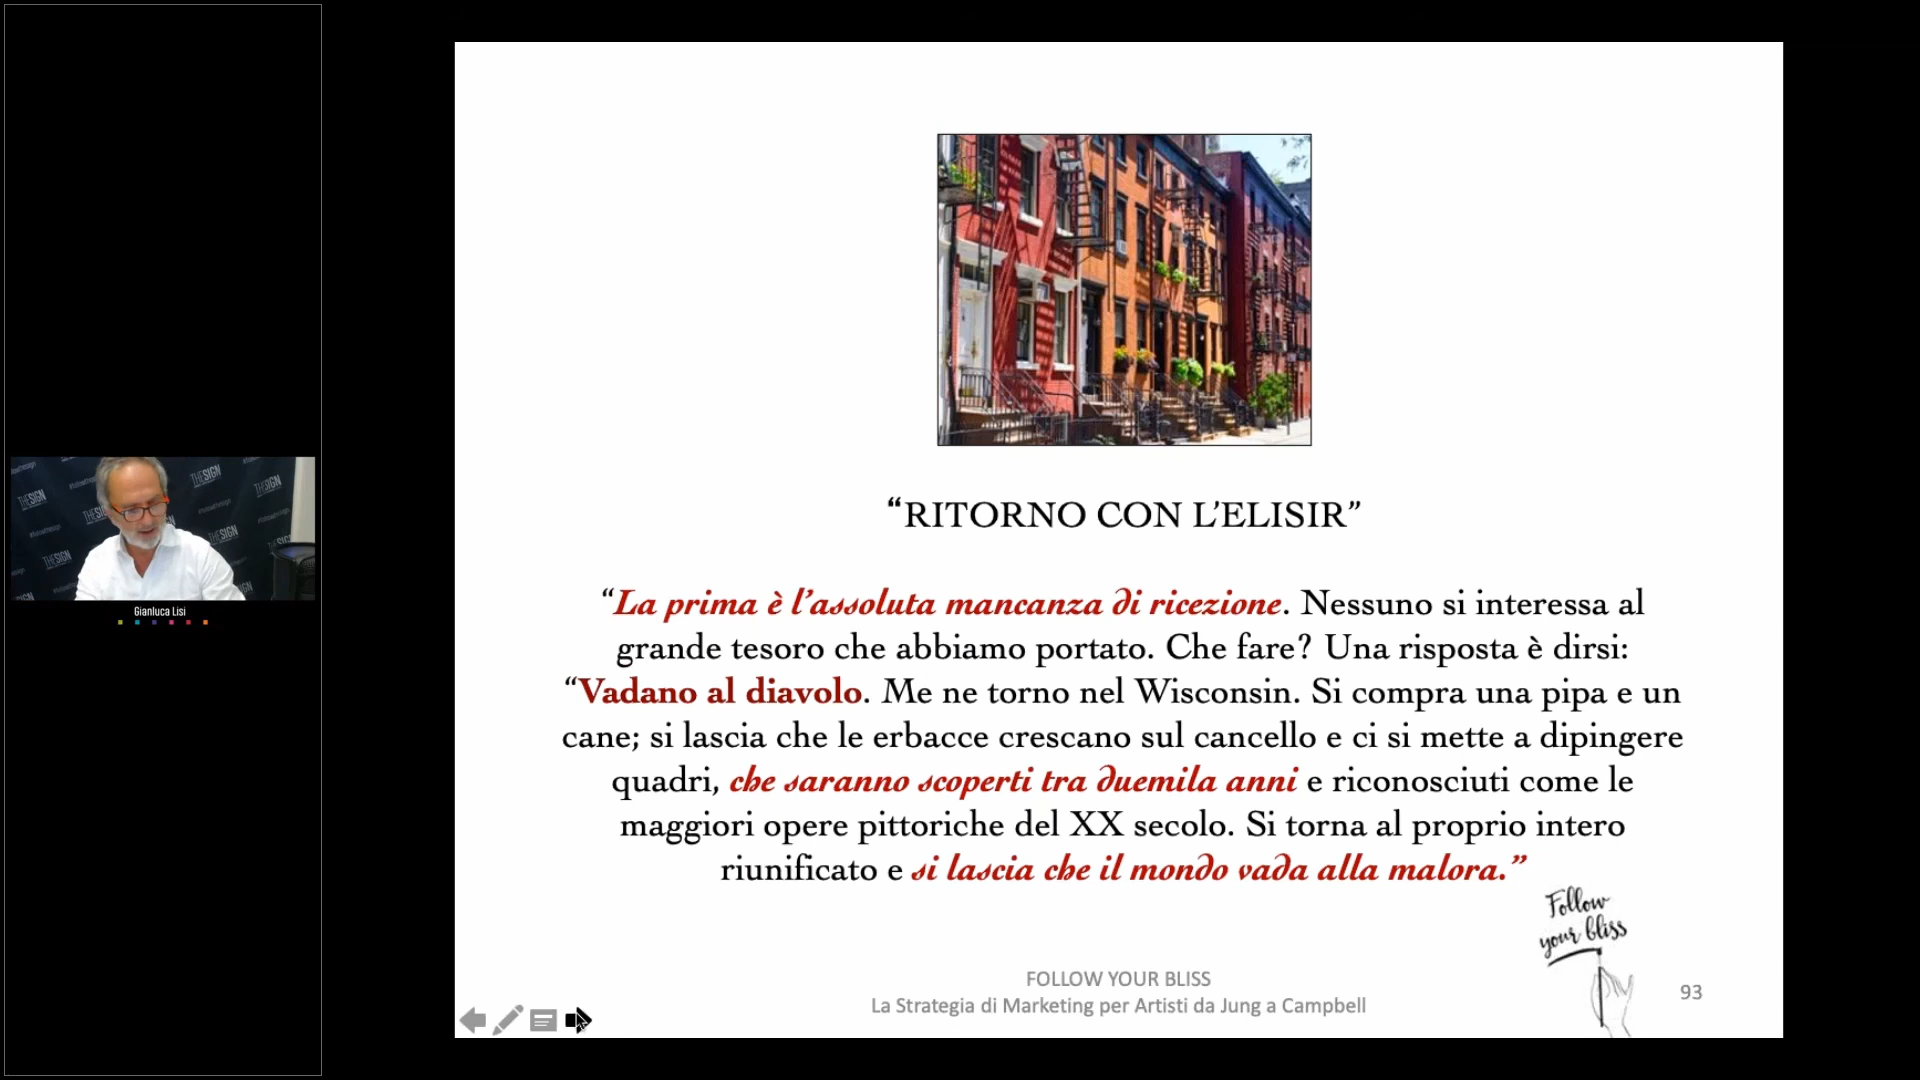 “RITORNO CON L’ELISIR”
“La prima è l’assoluta mancanza di ricezione. Nessuno si interessa al
grande tesoro che abbiamo portato. Che fare? Una risposta è dirsi:
“Vadano al diavolo. Me ne torno nel Wisconsin. Si compra una pipa e un
cane; si lascia che le erbacce crescano sul cancello e ci si mette a dipingere
quadri, che saranno scoperti tra duemila anni e riconosciuti come le
maggiori opere pittoriche del XX secolo. Si torna al proprio intero
riunificato e si lascia che il mondo vada alla malora.”
Follow
your bliss
FOLLOW YOUR BLISS
La Strategia di Marketing per Artisti da Jung a Campbell
93
THESIGN
THESIGN
THESIGN
THESIGN
THESIGN
Gianluca Lisi